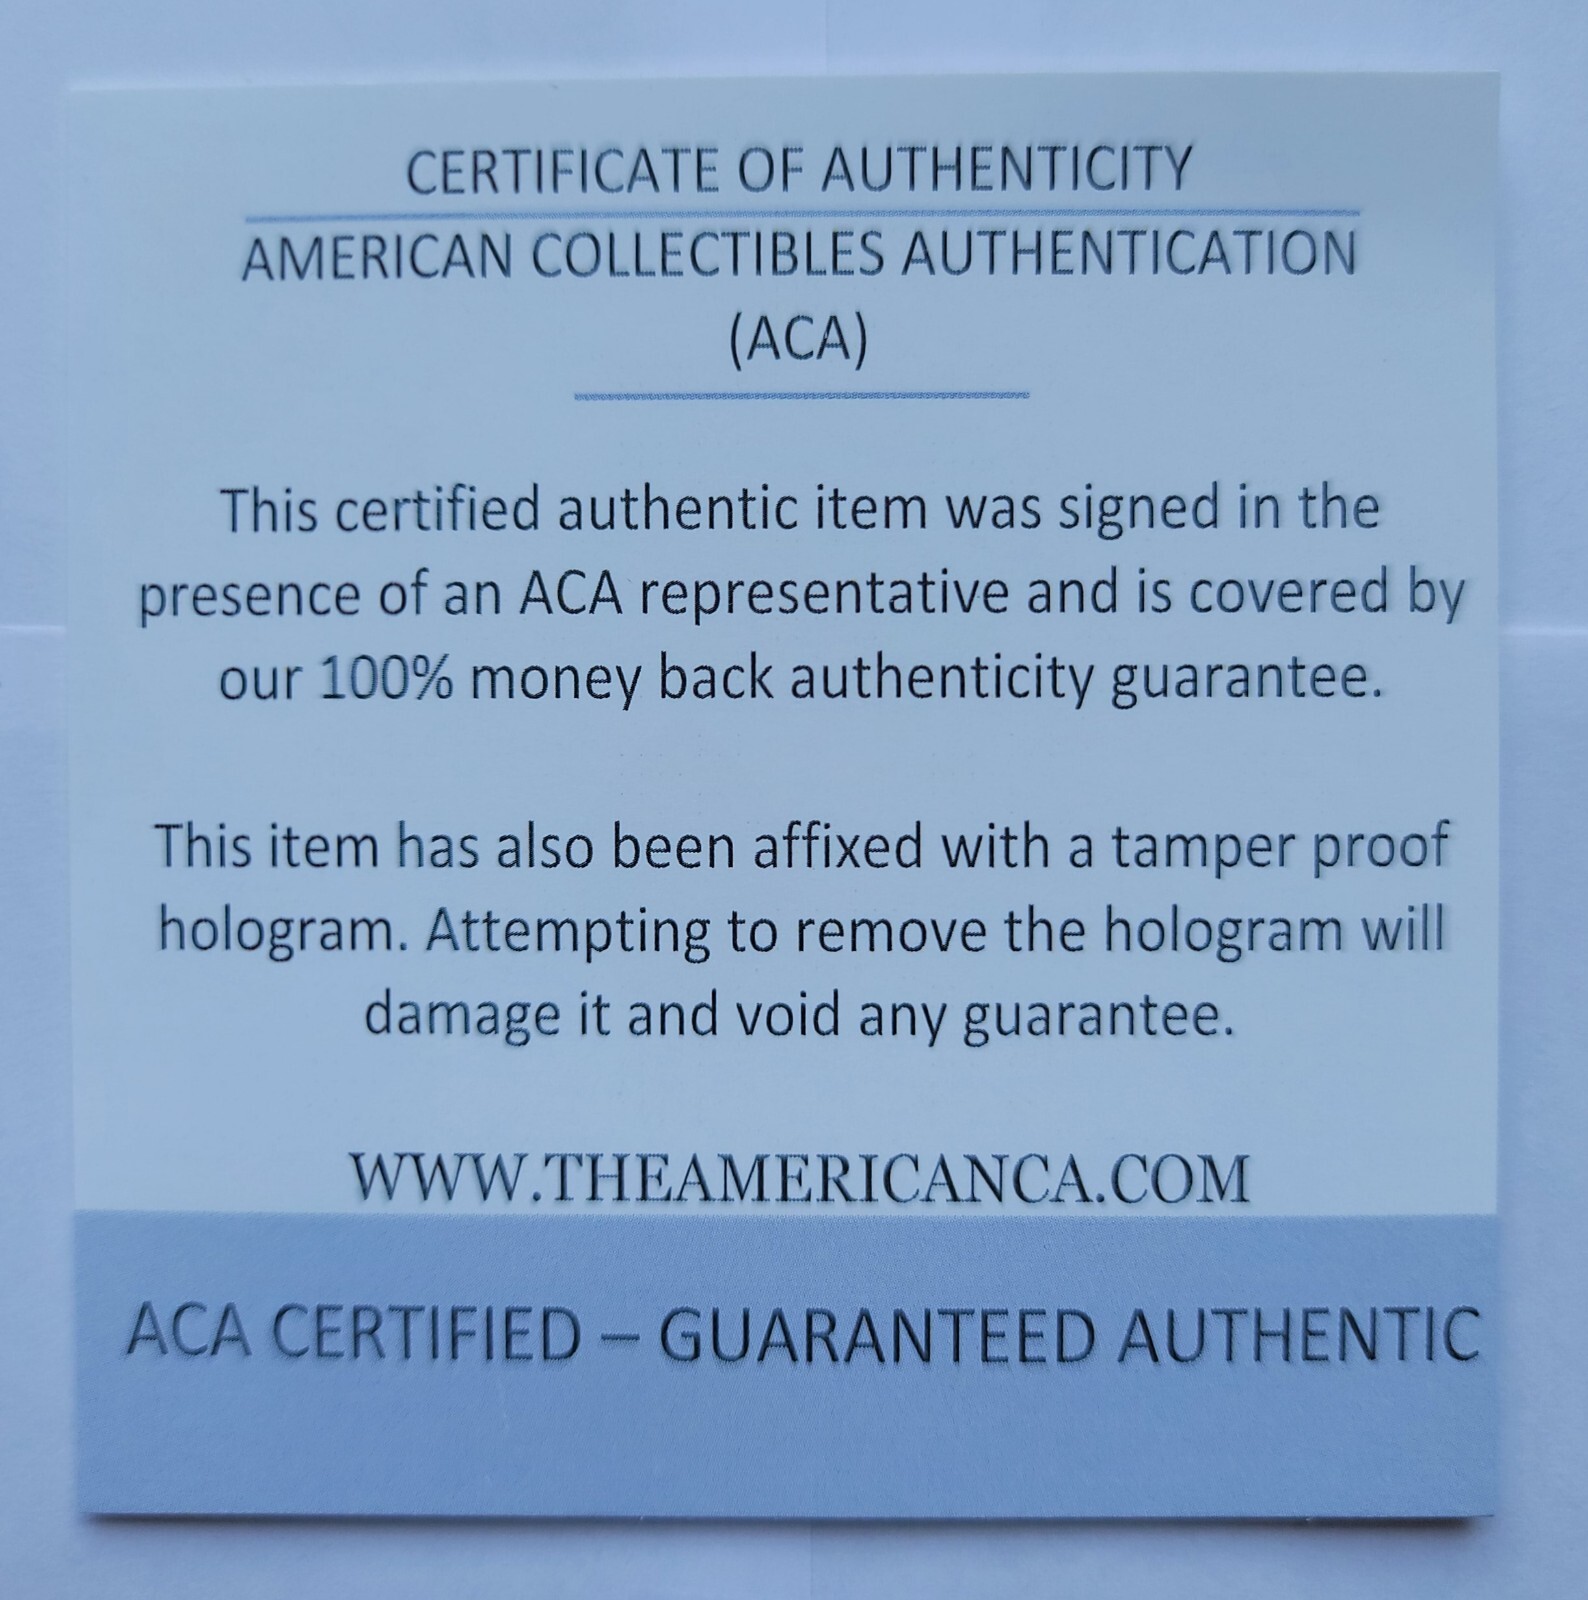 CERTIFICATE OF AUTHENTICITY
AMERICAN COLLECTIBLES AUTHENTICATION
(ACA)
This certified authentic item was signed in the
presence of an ACA representative and is covered by
our 100% money back authenticity guarantee.
This item has also been affixed with a tamper proof
hologram. Attempting to remove the hologram will
damage it and void any guarantee.
WWW.THEAMERICANCA.COM
ACA CERTIFIED – GUARANTEED AUTHENTIC